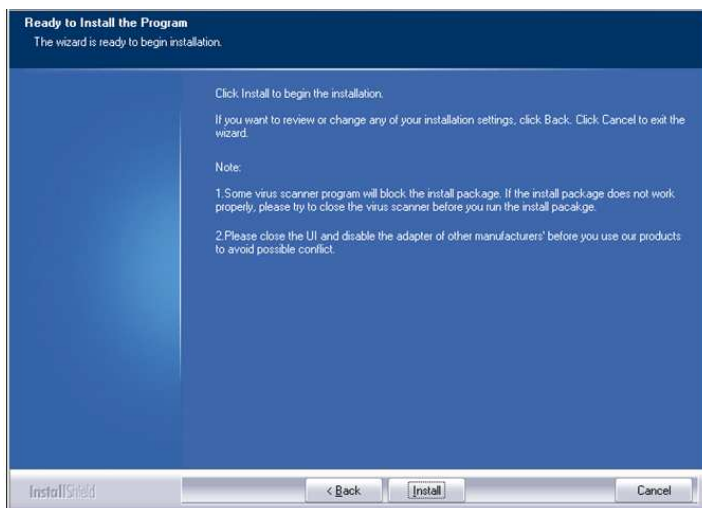 Ready to Install the Program
The wizard is ready to begin installation.
Click Install to begin the installation.
If you want to review or change any of your installation settings, click Back. Click Cancel to exit the
wizard.
Note:
1.Some virus scanner program will block the install package. If the install package does not work
properly, please try to close the virus scanner before you run the install pacakge.
2.Please close the UI and disable the adapter of other manufacturers' before you use our products
to avoid possible conflict.
InstallShield
< Back
Install
Cancel